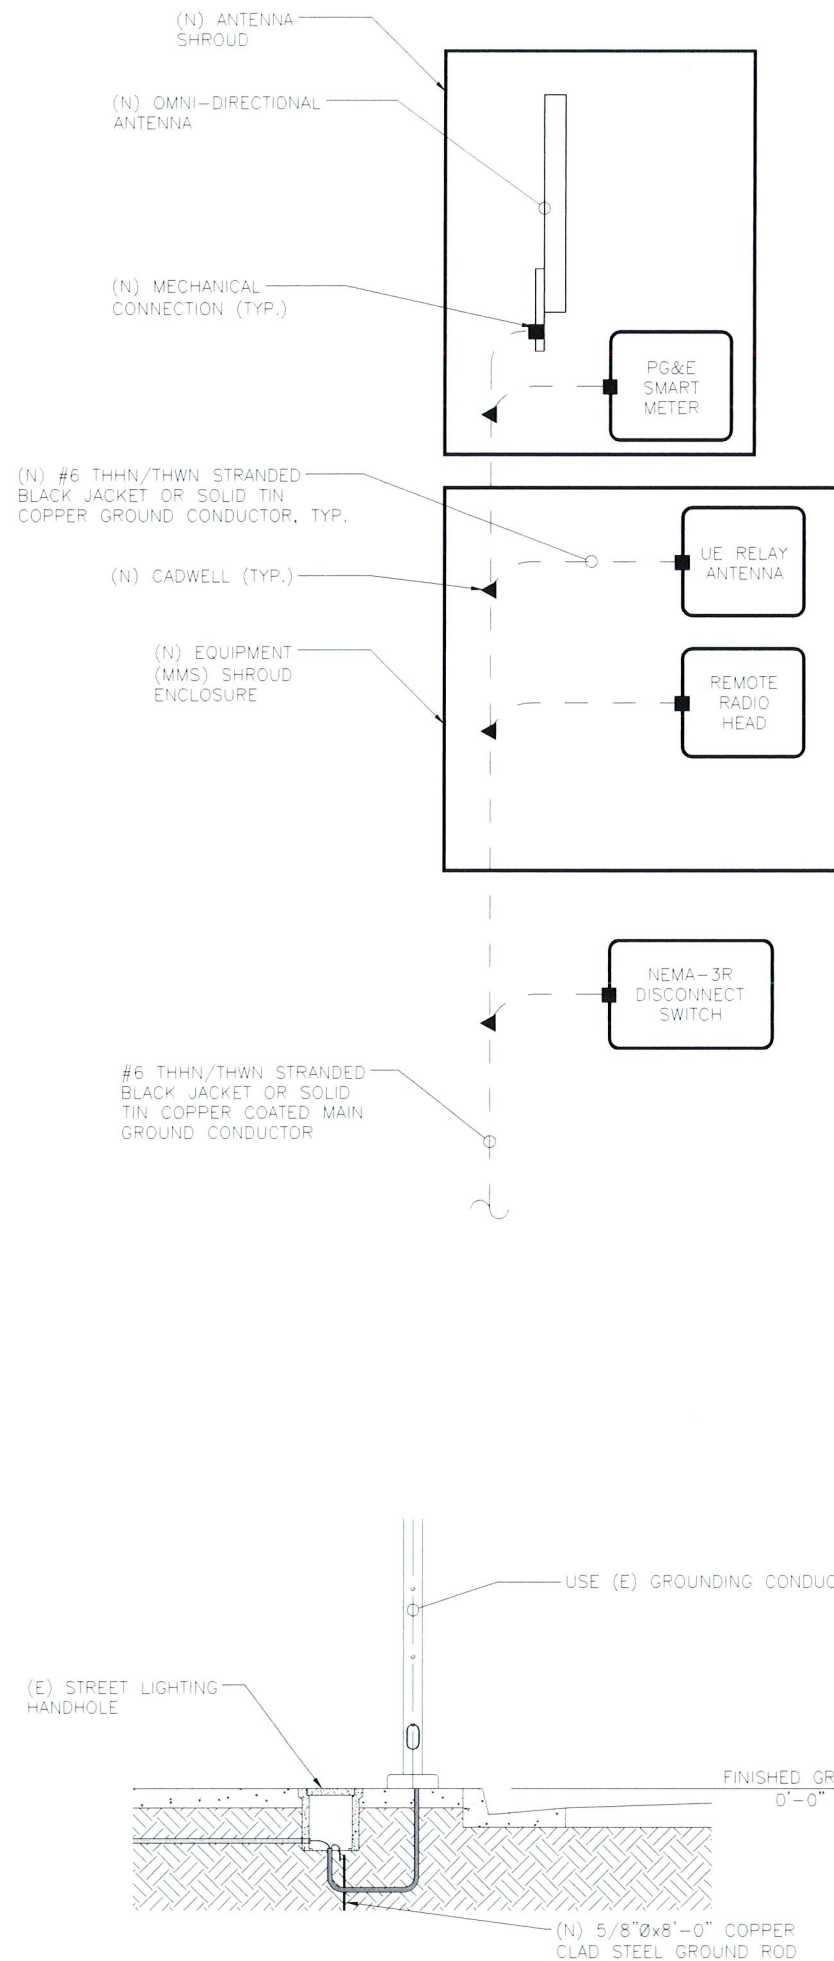 (N) ANTENNA
SHROUD
(N) OMNI-DIRECTIONAL
ANTENNA
(N) MECHANICAL
CONNECTION (TYP.)
PG&E
SMART
METER
(N) #6 THHN/THWN STRANDED
BLACK JACKET OR SOLID TIN
COPPER GROUND CONDUCTOR, TYP.
UE RELAY
ANTENNA
(N) CADWELL (TYP.)
(N) EQUIPMENT
(MMS) SHROUD
ENCLOSURE
REMOTE
RADIO
HEAD
NEMA-3R
DISCONNECT
SWITCH
#6 THHN/THWN STRANDED
BLACK JACKET OR SOLID
TIN COPPER COATED MAIN
GROUND CONDUCTOR
USE (E) GROUNDING CONDUC
(E) STREET LIGHTING
HANDHOLE
FINISHED GR
0'-0"
(N) 5/8"Øx8'-0" COPPER
CLAD STEEL GROUND ROD